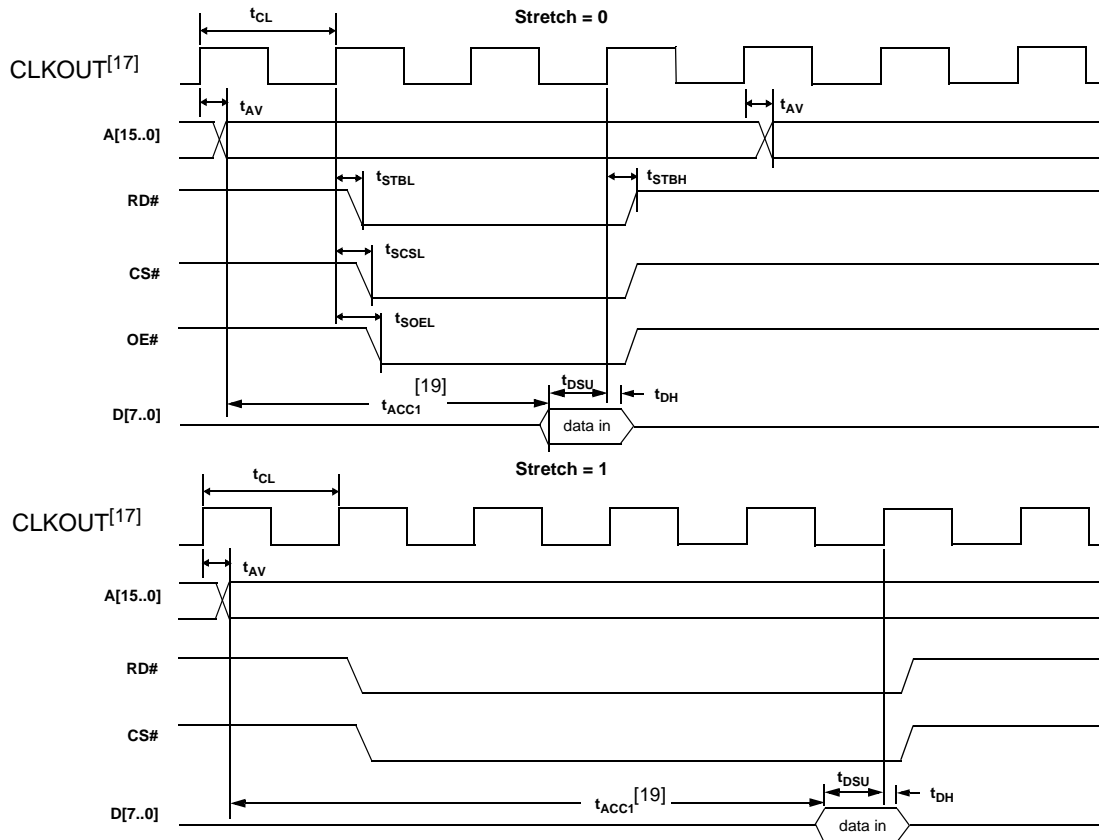 Stretch = 0
tCL
CLKOUT[17]
tAV
tAV
A[15..0]
tSTBL
tSTBH
RD#
tSCSL
CS#
tSOEL
OE#
[19]
tDSU
tACC1
tDH
D[7..0]
data in
Stretch = 1
tCL
CLKOUT[17]
tAV
A[15..0]
RD#
CS#
tDSU
tACC1[19]
tDH
D[7..0]
data in